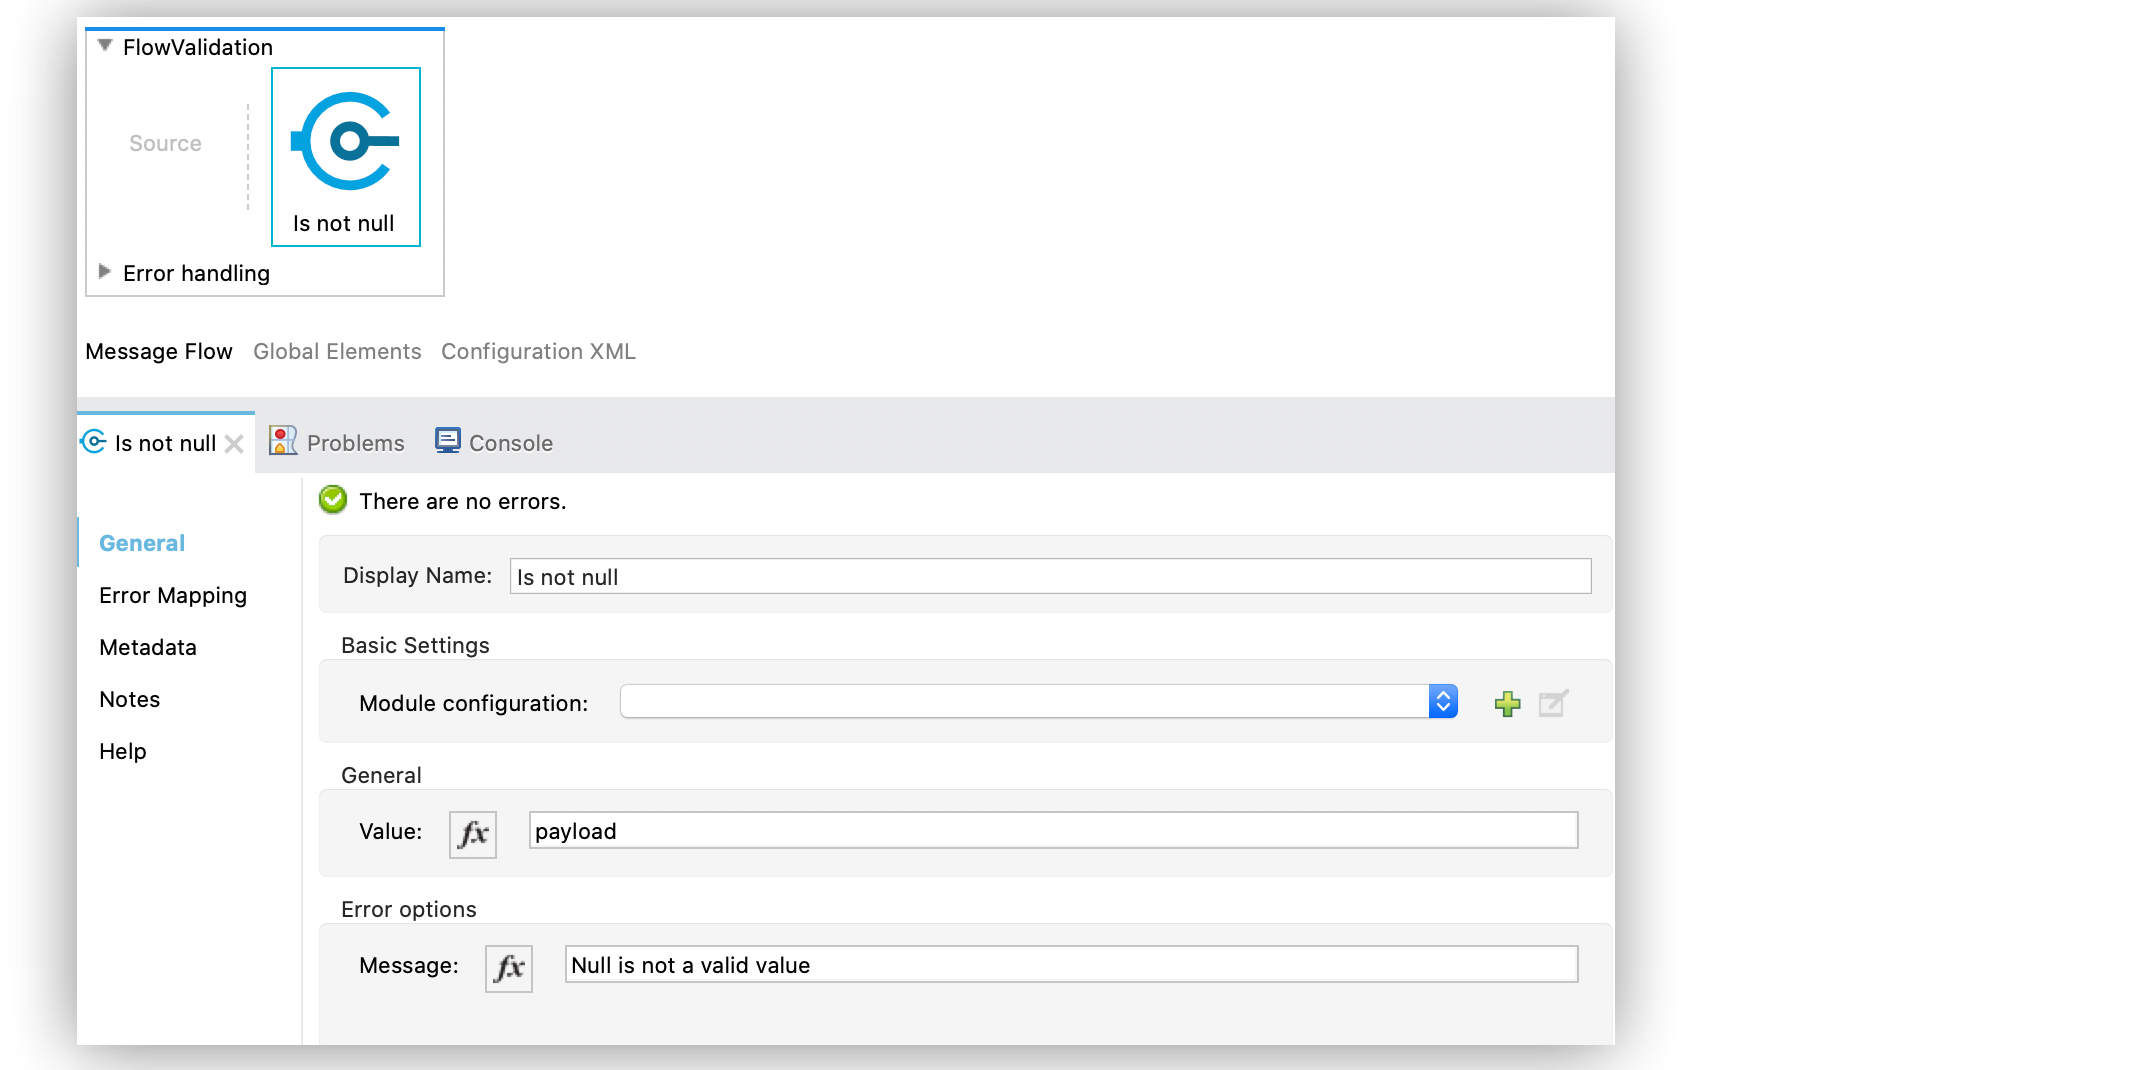 FlowValidation
Source
Is not null
Error handling
Message Flow Global Elements Configuration XML
Is not null Problems Console
There are no errors.
General
Error Mapping
Metadata
Notes
Help
Display Name: Is not null
Basic Settings
Module configuration:
General
Value: fx payload
Error options
Message: fx Null is not a valid value